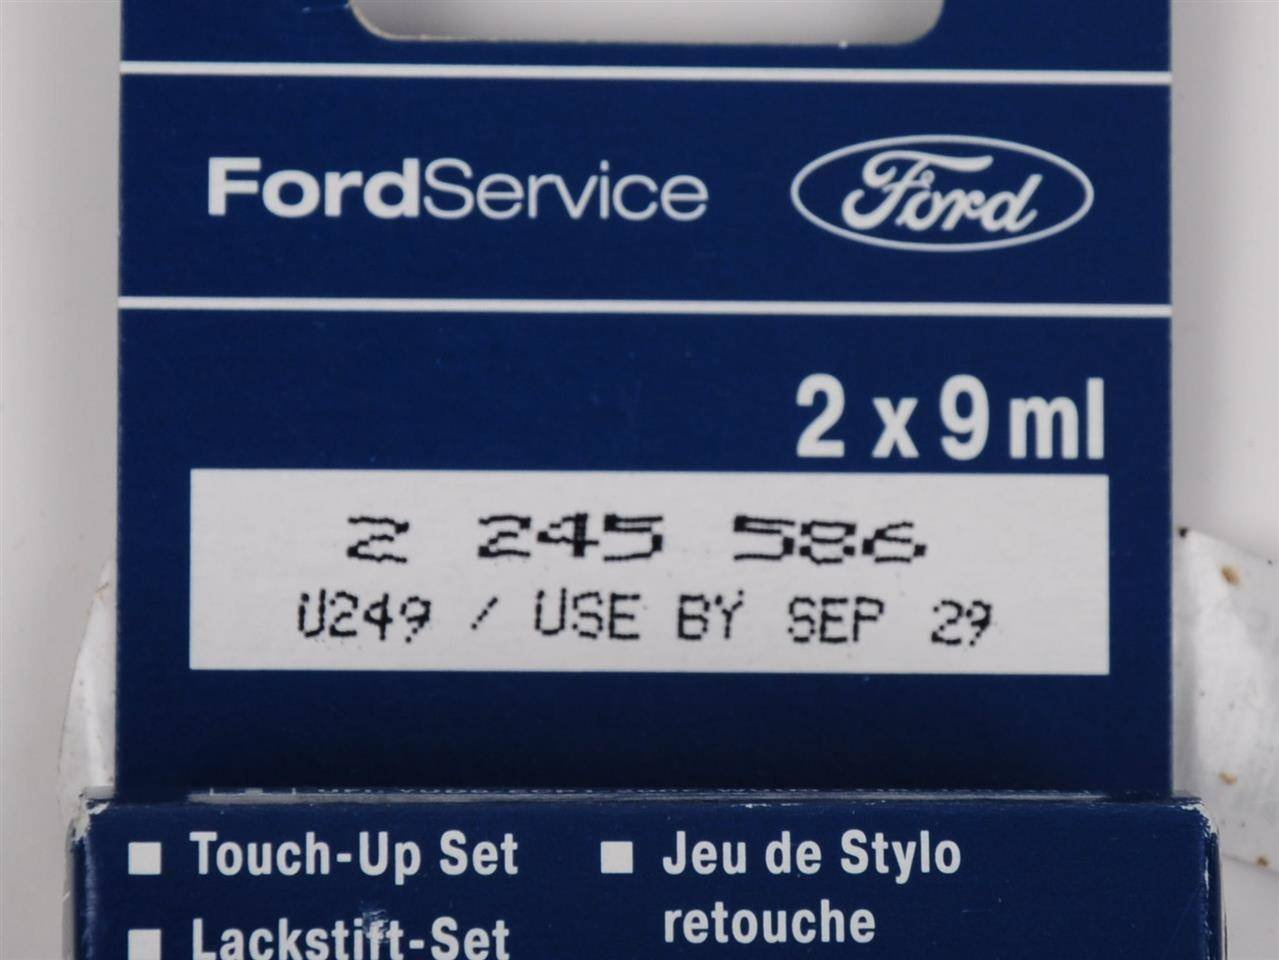 FordService Ford
2 x 9 ml
2 245 586
U249 / USE BY SEP 29
Touch-Up Set
Lackstift-Set
Jeu de Stylo
retouche